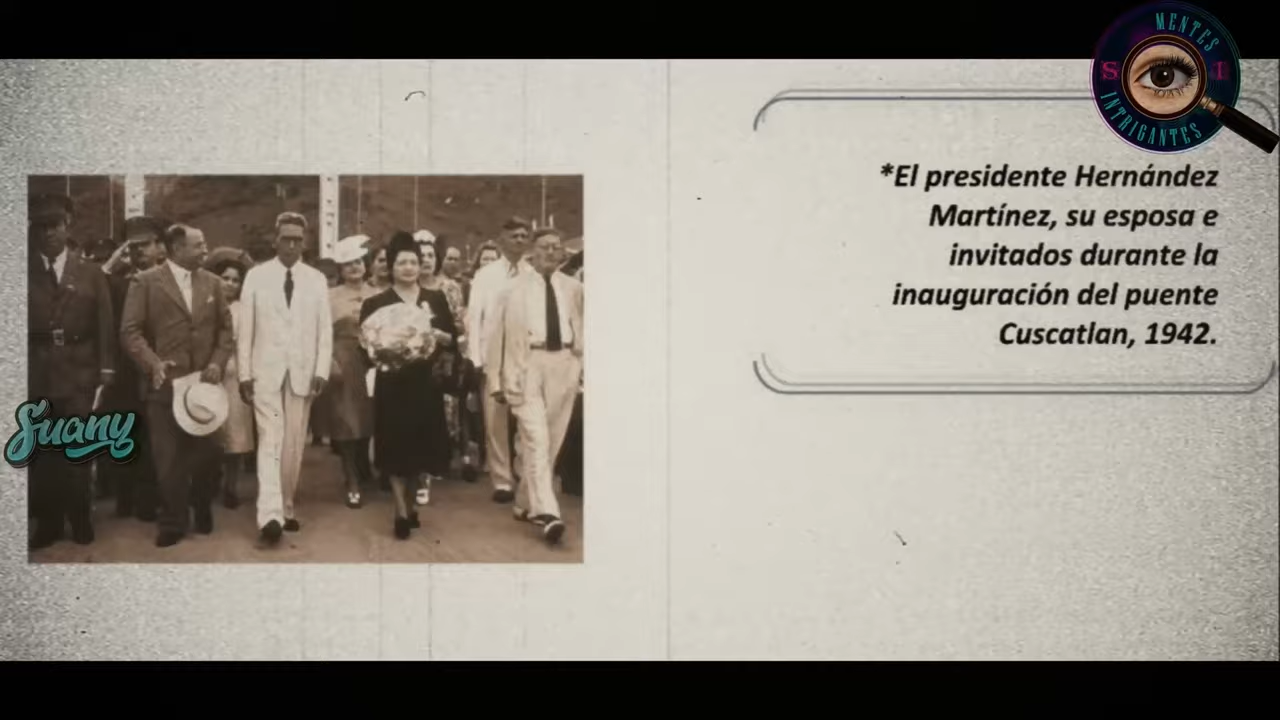 MENTES
S I
INTRIGANTES
*El presidente Hernández
Martínez, su esposa e
invitados durante la
inauguración del puente
Cuscatlan, 1942.
Suany